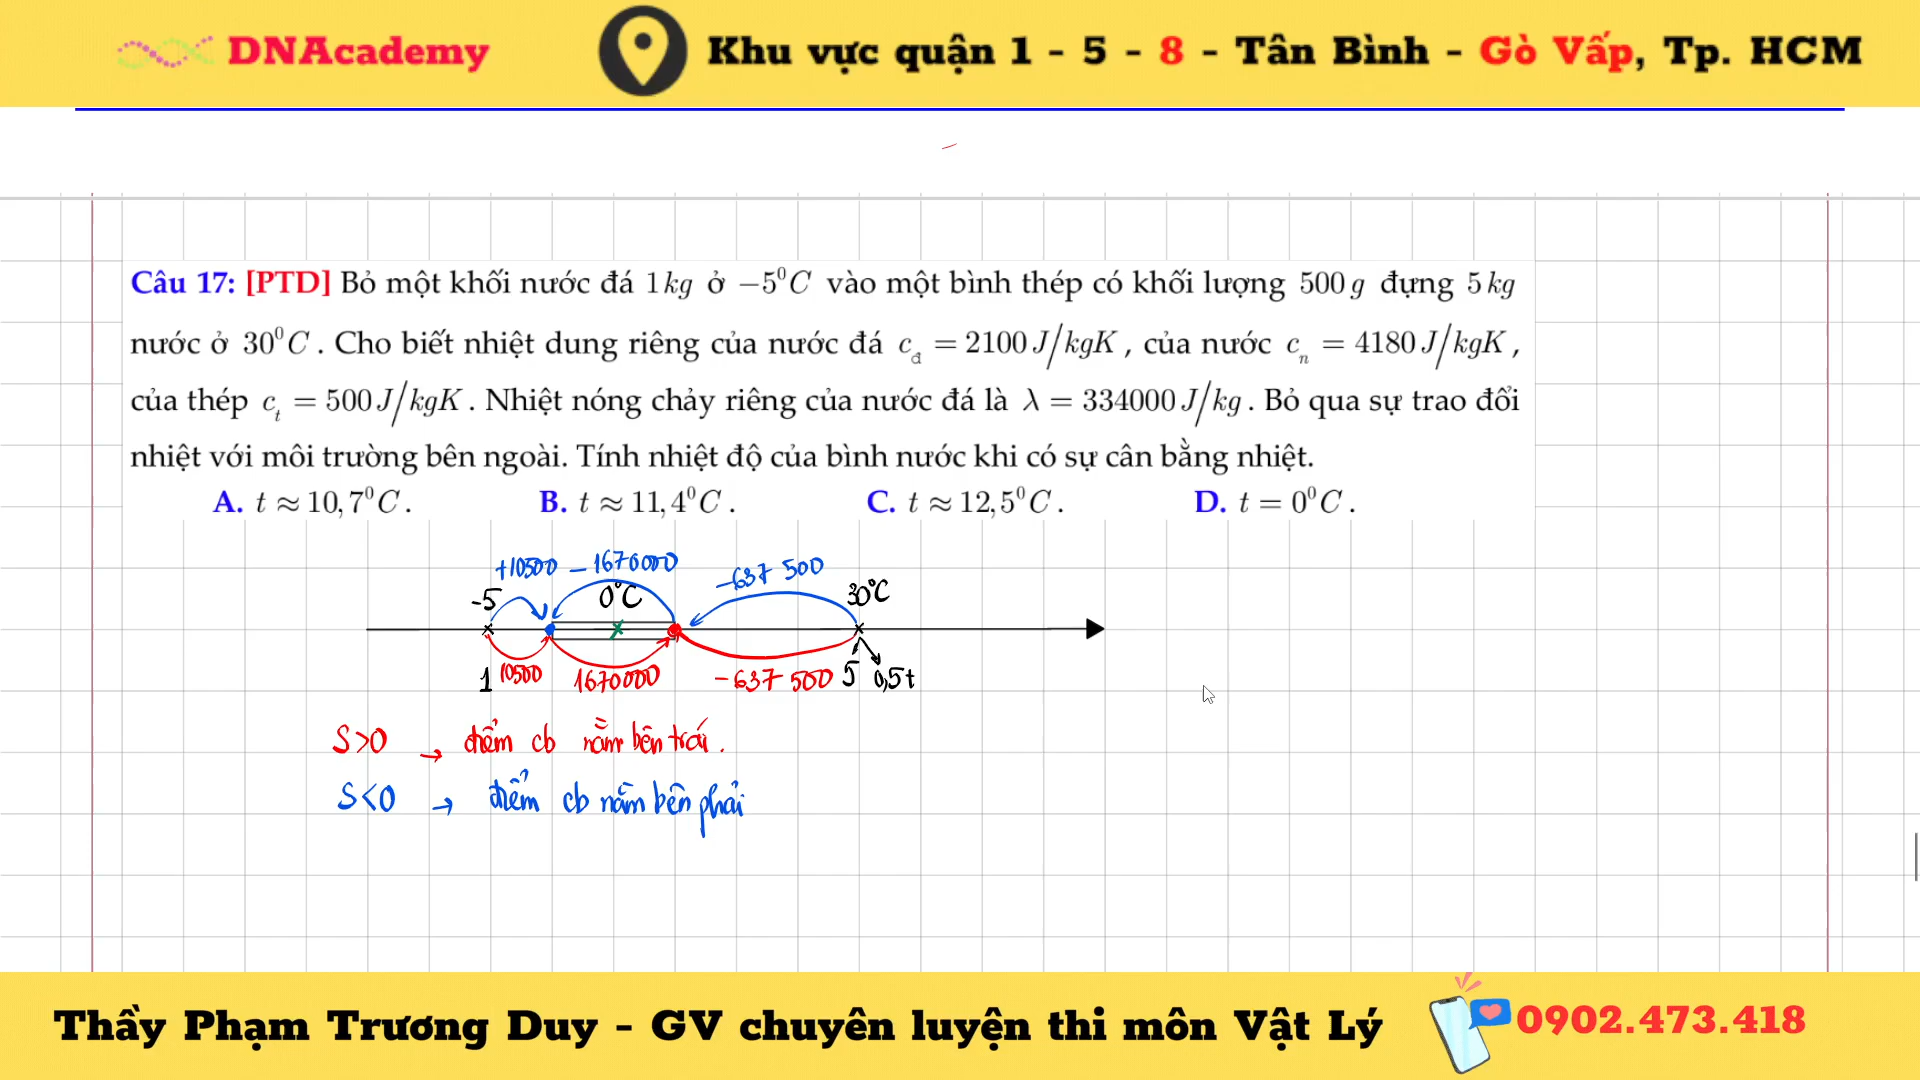 DNAcademy
Khu vực quận 1 - 5 - 8 - Tân Bình - Gò Vấp, Tp. HCM
Câu 17: [PTD] Bỏ một khối nước đá 1kg ở −5⁰C vào một bình thép có khối lượng 500g đựng 5kg
nước ở 30⁰C. Cho biết nhiệt dung riêng của nước đá c_đ = 2100J/kgK, của nước c_n = 4180J/kgK,
của thép c_t = 500J/kgK. Nhiệt nóng chảy riêng của nước đá là λ = 334000J/kg. Bỏ qua sự trao đổi
nhiệt với môi trường bên ngoài. Tính nhiệt độ của bình nước khi có sự cân bằng nhiệt.
A. t ≈ 10,7⁰C. B. t ≈ 11,4⁰C. C. t ≈ 12,5⁰C. D. t = 0⁰C.
+10500 −1670000 −637 500
-5 0°C 30°C
1 10500 1670000 −637 500 5 0,5t
S>0 → điểm cb nằm bên trái.
S<0 → điểm cb nằm bên phải
Thầy Phạm Trương Duy - GV chuyên luyện thi môn Vật Lý
0902.473.418